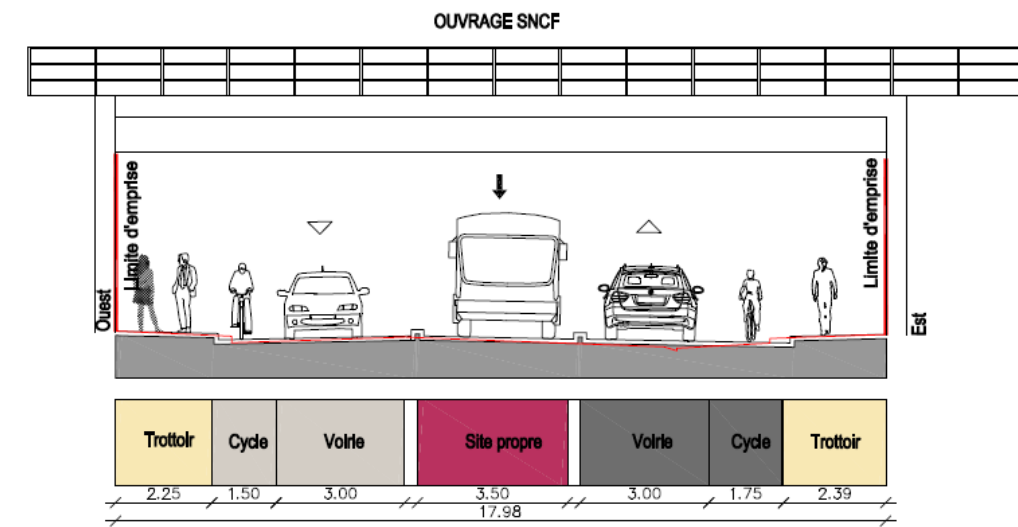 OUVRAGE SNCF
Limite d'emprise
Limite d'emprise
Ouest
Est
Trottoir Cycle Voirie Site propre Voirie Cycle Trottoir
2.25 1.50 3.00 3.50 3.00 1.75 2.39
17.98